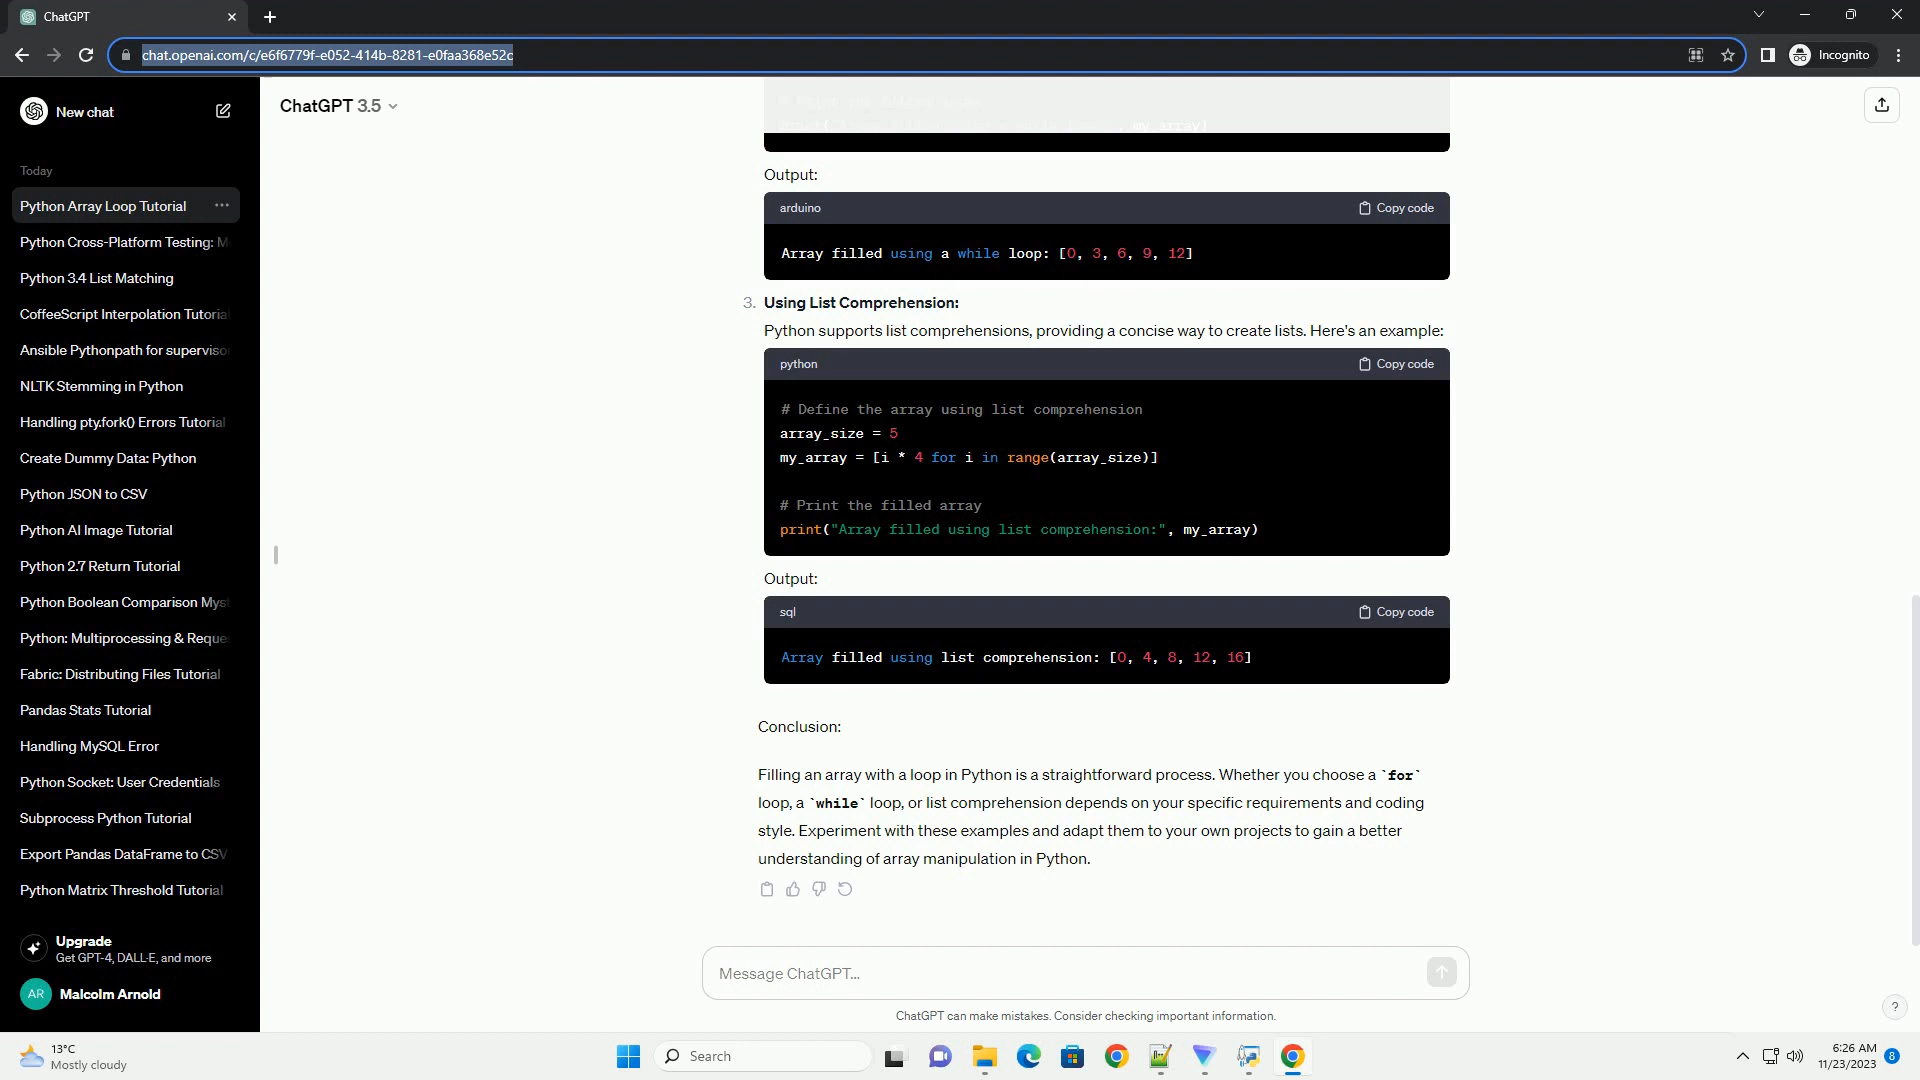 ChatGPT
chat.openai.com/c/e6f6779f-e052-414b-8281-e0faa368e52c
Incognito
New chat
Today
Python Array Loop Tutorial
Python Cross-Platform Testing: M
Python 3.4 List Matching
CoffeeScript Interpolation Tutoria
Ansible Pythonpath for superviso
NLTK Stemming in Python
Handling pty.fork() Errors Tutorial
Create Dummy Data: Python
Python JSON to CSV
Python AI Image Tutorial
Python 2.7 Return Tutorial
Python Boolean Comparison Myst
Python: Multiprocessing & Reque
Fabric: Distributing Files Tutorial
Pandas Stats Tutorial
Handling MySQL Error
Python Socket: User Credentials
Subprocess Python Tutorial
Export Pandas DataFrame to CSV
Python Matrix Threshold Tutorial
Upgrade
Get GPT-4, DALL·E, and more
AR Malcolm Arnold
ChatGPT 3.5
my_array)
Output:
arduino Copy code
Array filled using a while loop: [0, 3, 6, 9, 12]
3. Using List Comprehension:
Python supports list comprehensions, providing a concise way to create lists. Here's an example:
python Copy code
# Define the array using list comprehension
array_size = 5
my_array = [i * 4 for i in range(array_size)]
# Print the filled array
print("Array filled using list comprehension:", my_array)
Output:
sql Copy code
Array filled using list comprehension: [0, 4, 8, 12, 16]
Conclusion:
Filling an array with a loop in Python is a straightforward process. Whether you choose a `for`
loop, a `while` loop, or list comprehension depends on your specific requirements and coding
style. Experiment with these examples and adapt them to your own projects to gain a better
understanding of array manipulation in Python.
Message ChatGPT...
ChatGPT can make mistakes. Consider checking important information.
?
13°C
Mostly cloudy
Search
6:26 AM
11/23/2023
8